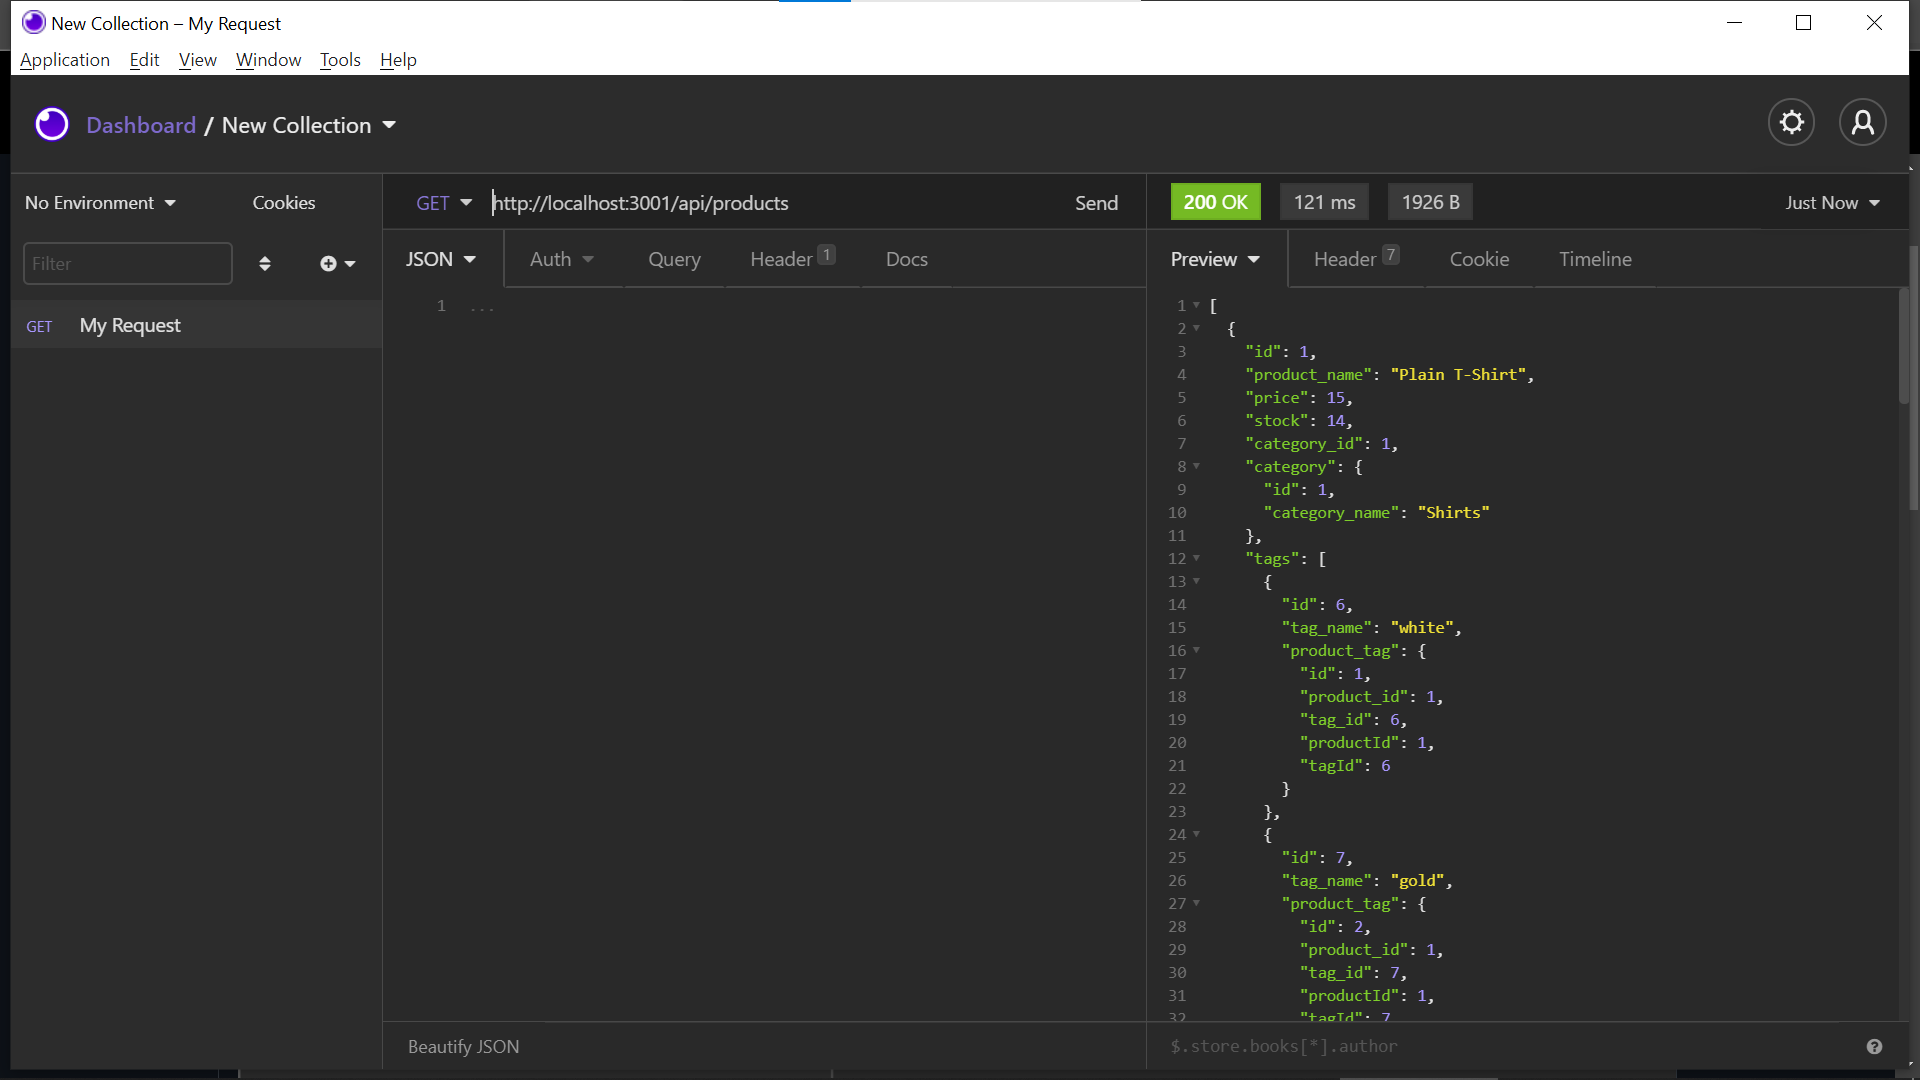 New Collection – My Request
Application Edit View Window Tools Help
Dashboard / New Collection
No Environment Cookies
Filter
GET My Request
GET http://localhost:3001/api/products Send
JSON Auth Query Header 1 Docs
1 ...
Beautify JSON
200 OK 121 ms 1926 B Just Now
Preview Header 7 Cookie Timeline
1 [
2 {
3 "id": 1,
4 "product_name": "Plain T-Shirt",
5 "price": 15,
6 "stock": 14,
7 "category_id": 1,
8 "category": {
9 "id": 1,
10 "category_name": "Shirts"
11 },
12 "tags": [
13 {
14 "id": 6,
15 "tag_name": "white",
16 "product_tag": {
17 "id": 1,
18 "product_id": 1,
19 "tag_id": 6,
20 "productId": 1,
21 "tagId": 6
22 }
23 },
24 {
25 "id": 7,
26 "tag_name": "gold",
27 "product_tag": {
28 "id": 2,
29 "product_id": 1,
30 "tag_id": 7,
31 "productId": 1,
32 "tagId": 7
$.store.books[*].author